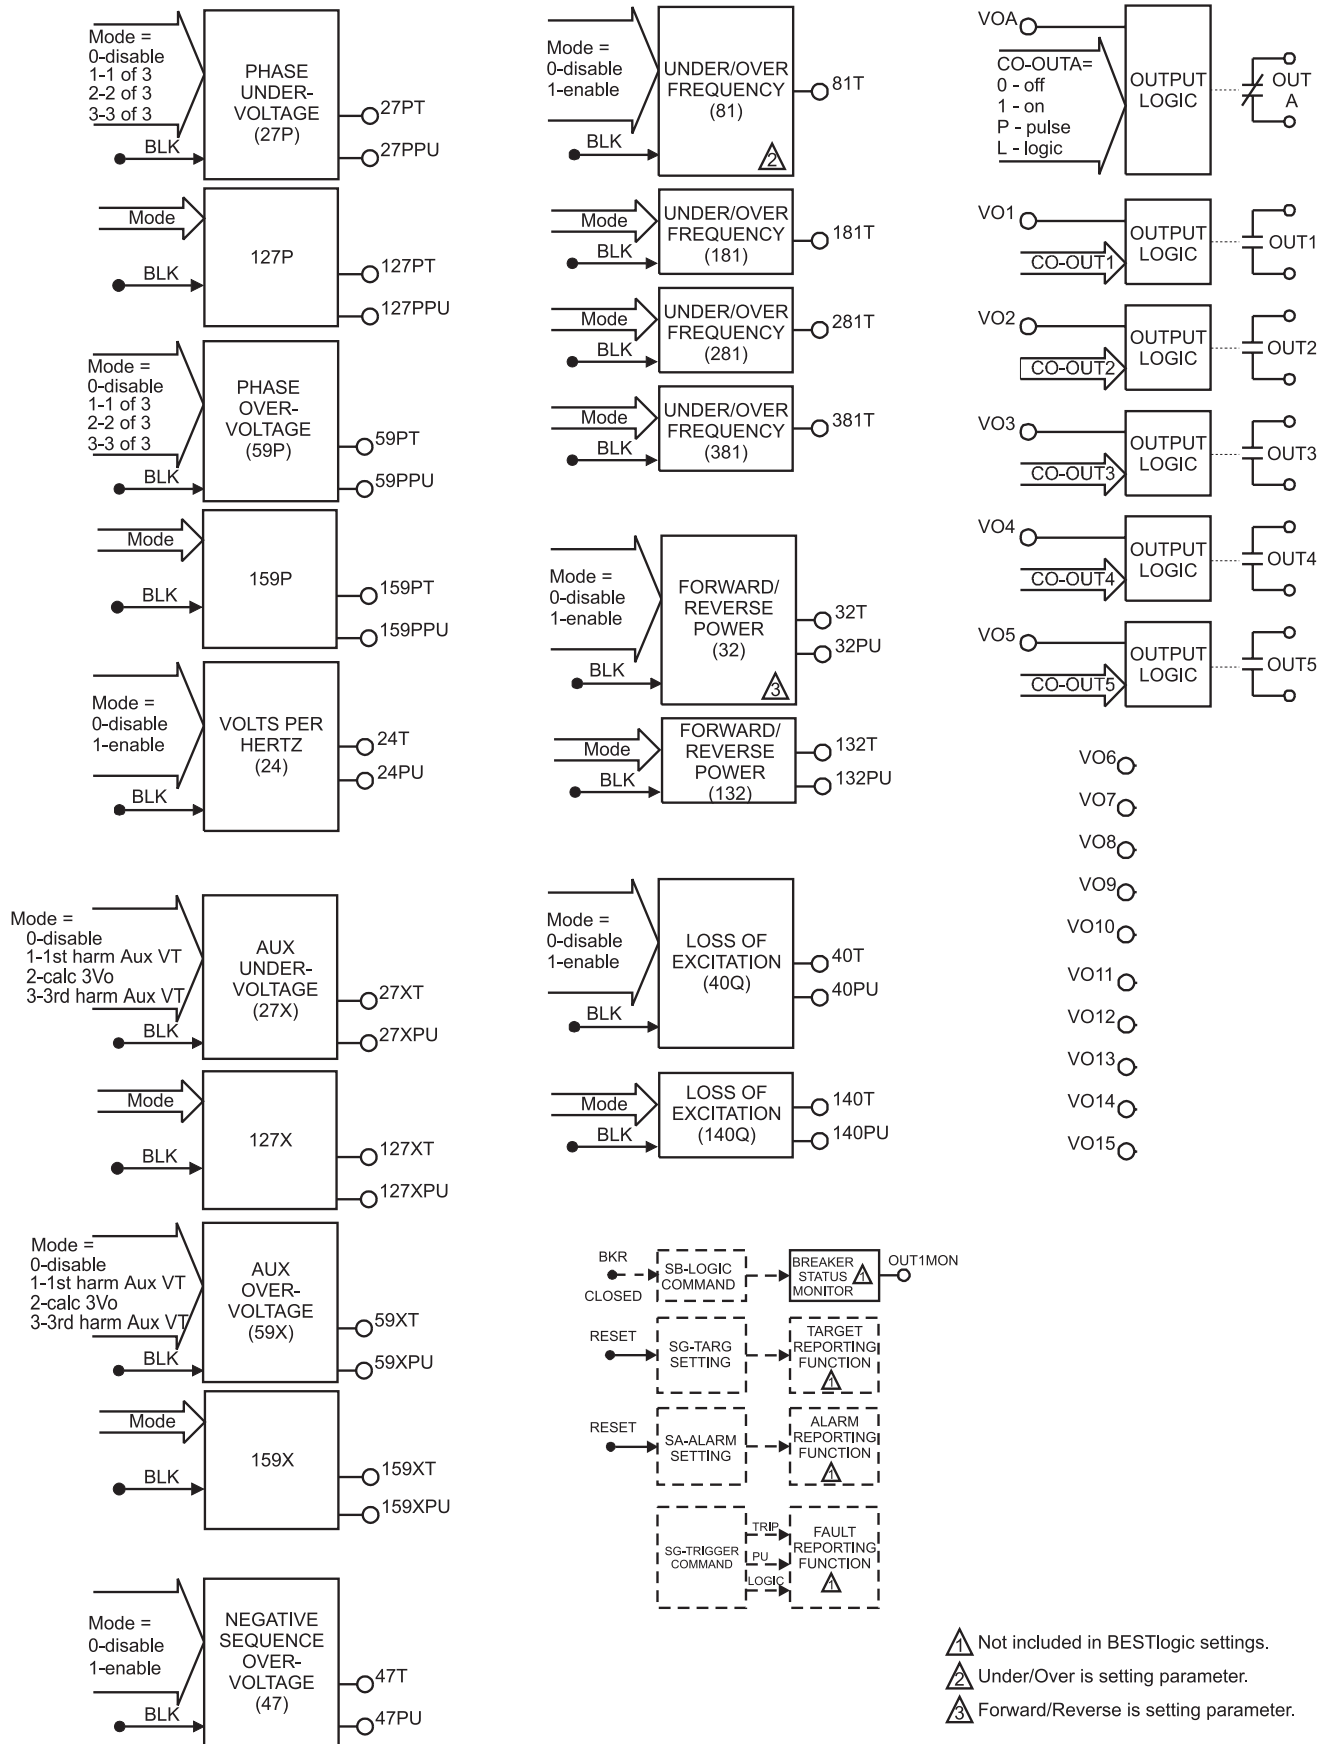 Mode =
0-disable
1-1 of 3
2-2 of 3
3-3 of 3
BLK
PHASE
UNDER-
VOLTAGE
(27P)
27PT
27PPU
Mode
BLK
127P
127PT
127PPU
Mode =
0-disable
1-1 of 3
2-2 of 3
3-3 of 3
BLK
PHASE
OVER-
VOLTAGE
(59P)
59PT
59PPU
Mode
BLK
159P
159PT
159PPU
Mode =
0-disable
1-enable
BLK
VOLTS PER
HERTZ
(24)
24T
24PU
Mode =
0-disable
1-1st harm Aux VT
2-calc 3Vo
3-3rd harm Aux VT
BLK
AUX
UNDER-
VOLTAGE
(27X)
27XT
27XPU
Mode
BLK
127X
127XT
127XPU
Mode =
0-disable
1-1st harm Aux VT
2-calc 3Vo
3-3rd harm Aux VT
BLK
AUX
OVER-
VOLTAGE
(59X)
59XT
59XPU
Mode
BLK
159X
159XT
159XPU
Mode =
0-disable
1-enable
BLK
NEGATIVE
SEQUENCE
OVER-
VOLTAGE
(47)
47T
47PU
Mode =
0-disable
1-enable
BLK
UNDER/OVER
FREQUENCY
(81)
2
81T
Mode
BLK
UNDER/OVER
FREQUENCY
(181)
181T
Mode
BLK
UNDER/OVER
FREQUENCY
(281)
281T
Mode
BLK
UNDER/OVER
FREQUENCY
(381)
381T
Mode =
0-disable
1-enable
BLK
FORWARD/
REVERSE
POWER
(32)
3
32T
32PU
Mode
BLK
FORWARD/
REVERSE
POWER
(132)
132T
132PU
Mode =
0-disable
1-enable
BLK
LOSS OF
EXCITATION
(40Q)
40T
40PU
Mode
BLK
LOSS OF
EXCITATION
(140Q)
140T
140PU
BKR
CLOSED
SB-LOGIC
COMMAND
BREAKER
STATUS
MONITOR
1
OUT1MON
RESET
SG-TARG
SETTING
TARGET
REPORTING
FUNCTION
1
RESET
SA-ALARM
SETTING
ALARM
REPORTING
FUNCTION
1
SG-TRIGGER
COMMAND
TRIP
PU
LOGIC
FAULT
REPORTING
FUNCTION
1
VOA
CO-OUTA=
0 - off
1 - on
P - pulse
L - logic
OUTPUT
LOGIC
OUT
A
VO1
CO-OUT1
OUTPUT
LOGIC
OUT1
VO2
CO-OUT2
OUTPUT
LOGIC
OUT2
VO3
CO-OUT3
OUTPUT
LOGIC
OUT3
VO4
CO-OUT4
OUTPUT
LOGIC
OUT4
VO5
CO-OUT5
OUTPUT
LOGIC
OUT5
VO6
VO7
VO8
VO9
VO10
VO11
VO12
VO13
VO14
VO15
1 Not included in BESTlogic settings.
2 Under/Over is setting parameter.
3 Forward/Reverse is setting parameter.